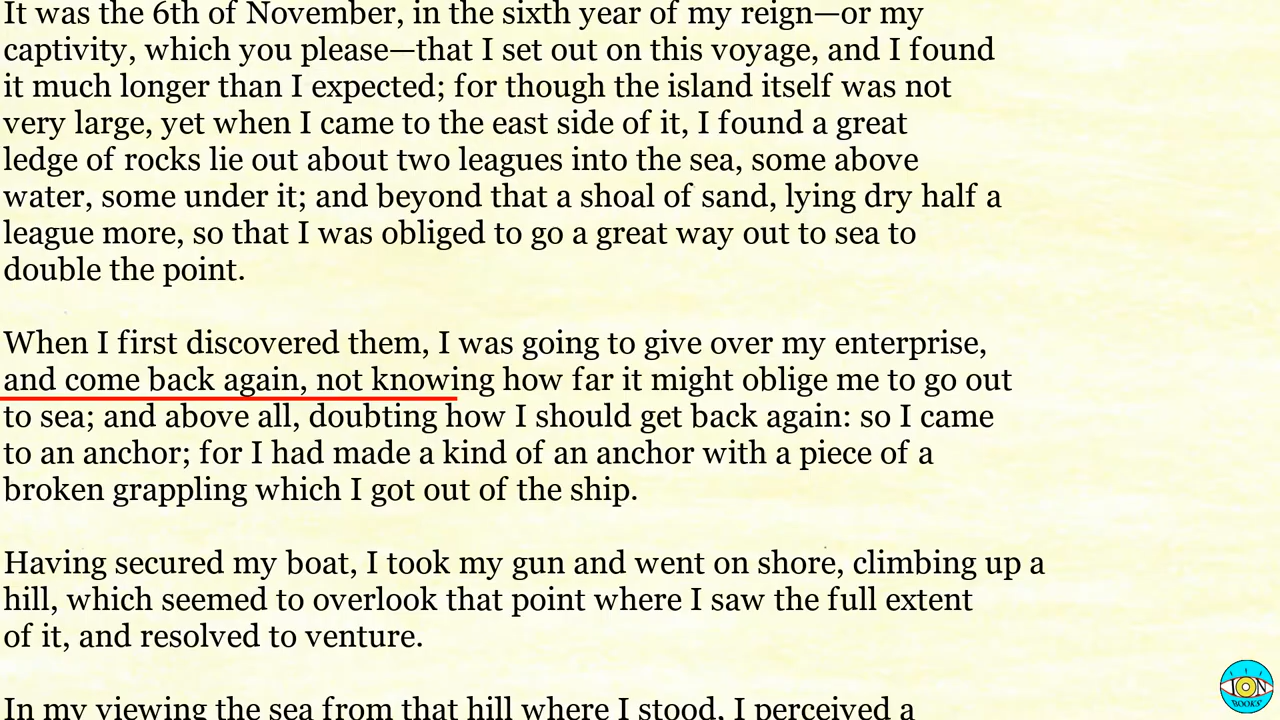 It was the 6th of November, in the sixth year of my reign—or my
captivity, which you please—that I set out on this voyage, and I found
it much longer than I expected; for though the island itself was not
very large, yet when I came to the east side of it, I found a great
ledge of rocks lie out about two leagues into the sea, some above
water, some under it; and beyond that a shoal of sand, lying dry half a
league more, so that I was obliged to go a great way out to sea to
double the point.
When I first discovered them, I was going to give over my enterprise,
and come back again, not knowing how far it might oblige me to go out
to sea; and above all, doubting how I should get back again: so I came
to an anchor; for I had made a kind of an anchor with a piece of a
broken grappling which I got out of the ship.
Having secured my boat, I took my gun and went on shore, climbing up a
hill, which seemed to overlook that point where I saw the full extent
of it, and resolved to venture.
In my viewing the sea from that hill where I stood, I perceived a
ION
BOOKS